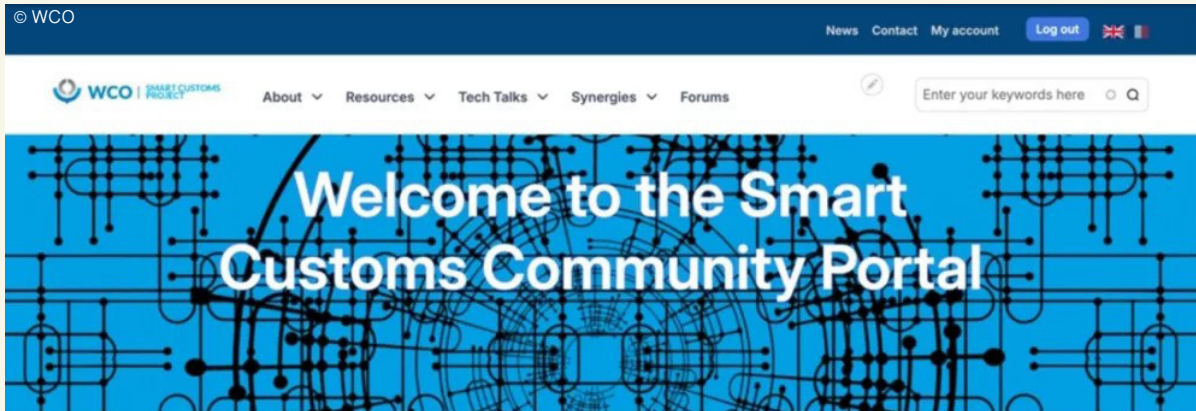 © WCO
News Contact My account Log out
WCO | SMART CUSTOMS PROJECT
About Resources Tech Talks Synergies Forums
Enter your keywords here
Welcome to the Smart
Customs Community Portal